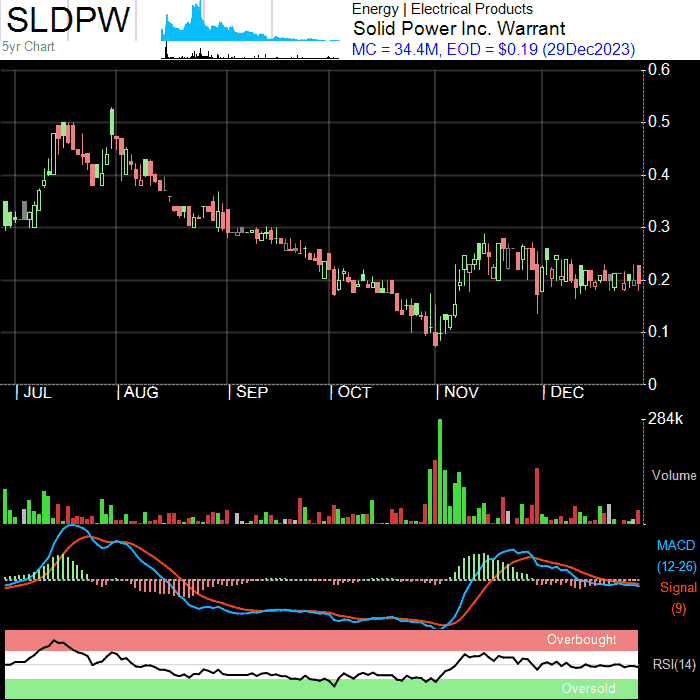 SLDPW
5yr Chart
Energy | Electrical Products
Solid Power Inc. Warrant
MC = 34.4M, EOD = $0.19 (29Dec2023)
0.6
0.5
0.4
0.3
0.2
0.1
0
| JUL | AUG | SEP | OCT | NOV | DEC
284k
Volume
MACD
(12-26)
Signal
(9)
Overbought
RSI(14)
Oversold